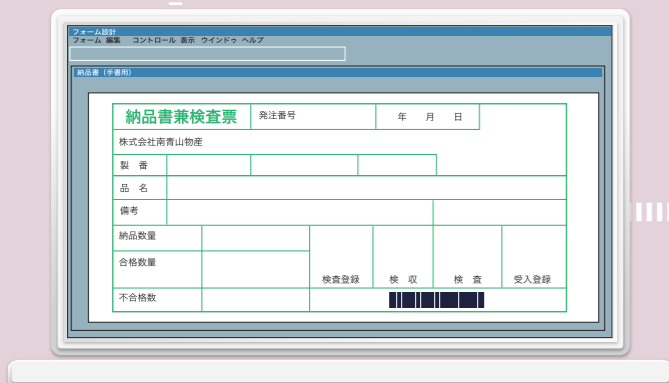 フォーム設計
フォーム 編集 コントロール 表示 ウインドゥ ヘルプ
納品書（手書用）
納品書兼検査票 発注番号 年 月 日
株式会社南青山物産
製 番
品 名
備考
納品数量
合格数量
検査登録 検 収 検 査 受入登録
不合格数